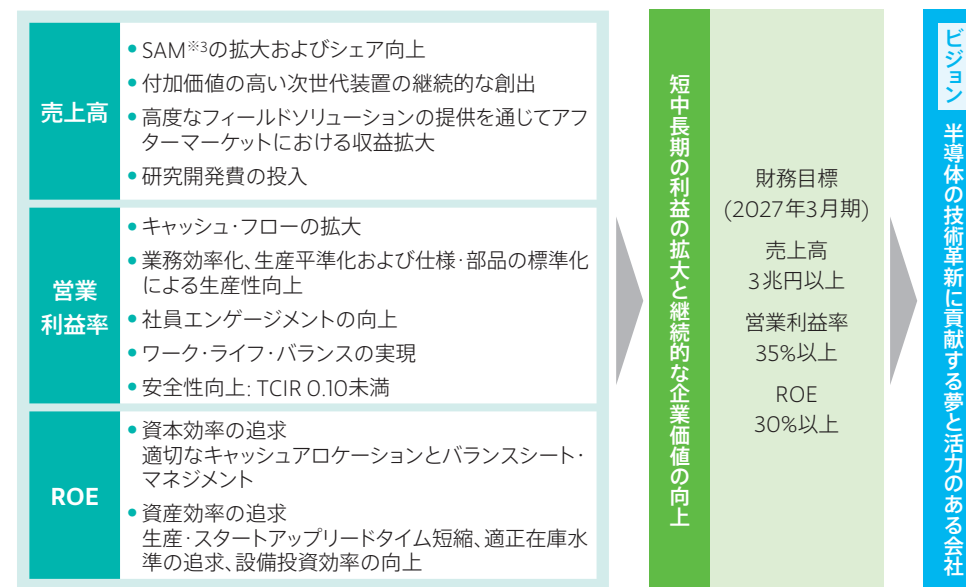 売上高
• SAM※3の拡大およびシェア向上
• 付加価値の高い次世代装置の継続的な創出
• 高度なフィールドソリューションの提供を通じてアフ
ターマーケットにおける収益拡大
• 研究開発費の投入
営業
利益率
• キャッシュ・フローの拡大
• 業務効率化、生産平準化および仕様・部品の標準化
による生産性向上
• 社員エンゲージメントの向上
• ワーク・ライフ・バランスの実現
• 安全性向上: TCIR 0.10未満
ROE
• 資本効率の追求
適切なキャッシュアロケーションとバランスシート・
マネジメント
• 資産効率の追求
生産・スタートアップリードタイム短縮、適正在庫水
準の追求、設備投資効率の向上
短中長期の利益の拡大と継続的な企業価値の向上
財務目標
(2027年3月期)
売上高
3兆円以上
営業利益率
35%以上
ROE
30%以上
ビジョン
半導体の技術革新に貢献する夢と活力のある会社